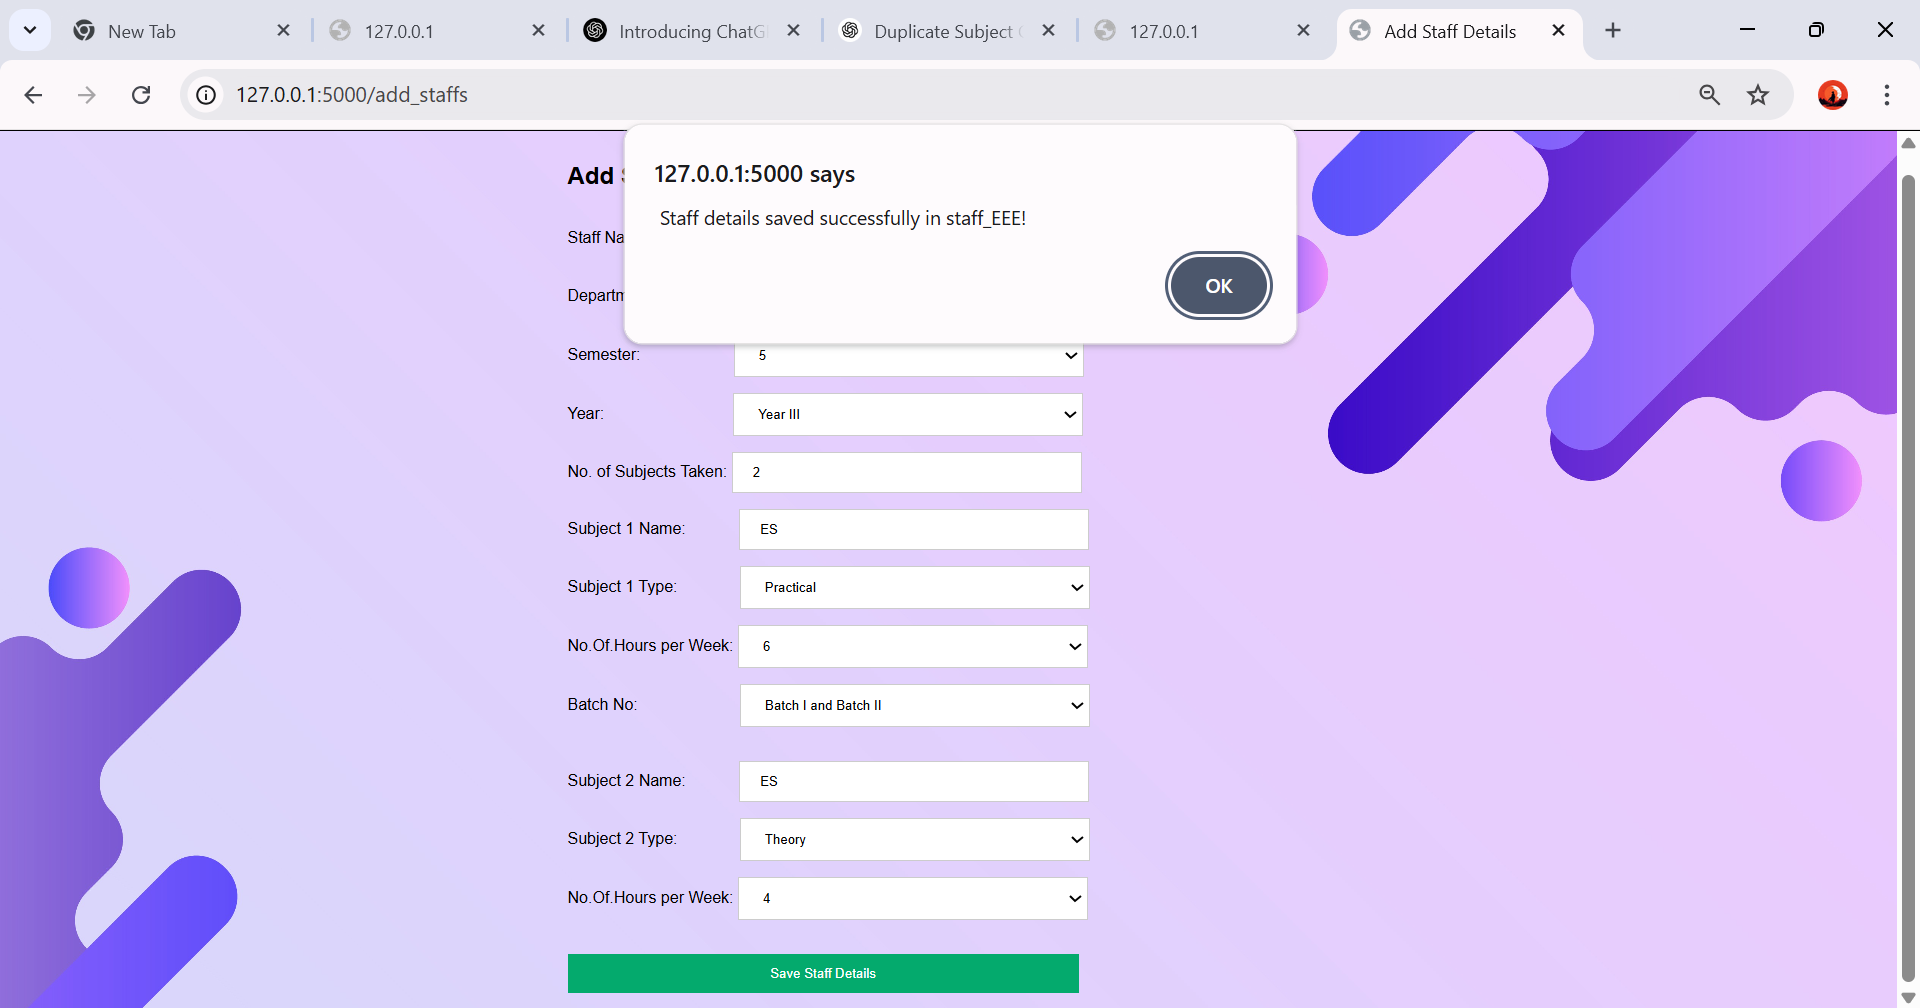 New Tab
127.0.0.1
Introducing ChatG
Duplicate Subject
127.0.0.1
Add Staff Details
127.0.0.1:5000/add_staffs
127.0.0.1:5000 says
Staff details saved successfully in staff_EEE!
OK
Add
Staff Na
Departm
Semester: 5
Year: Year III
No. of Subjects Taken: 2
Subject 1 Name: ES
Subject 1 Type: Practical
No.Of.Hours per Week: 6
Batch No: Batch I and Batch II
Subject 2 Name: ES
Subject 2 Type: Theory
No.Of.Hours per Week: 4
Save Staff Details